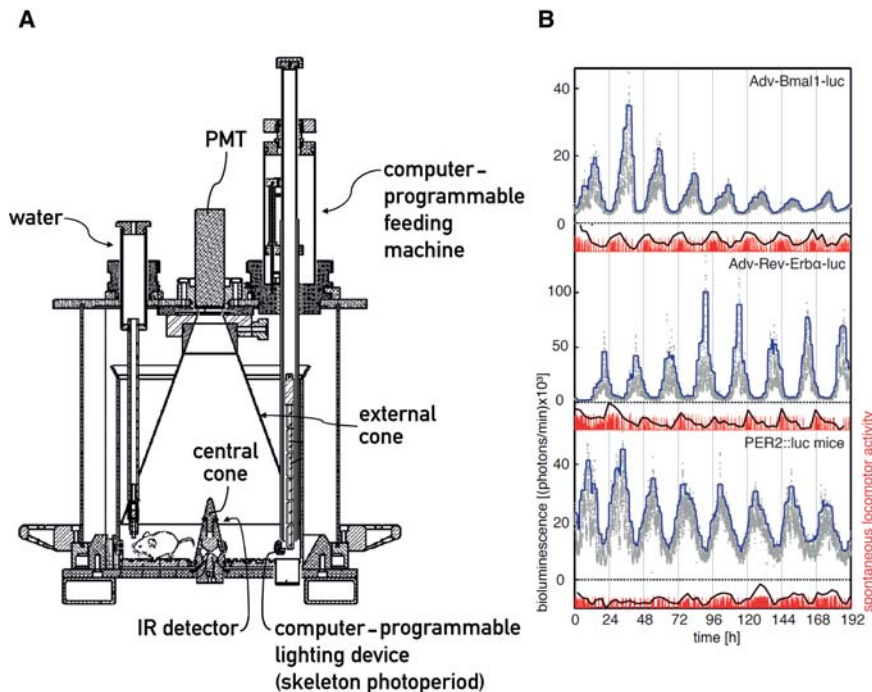 A
PMT
water
computer-
programmable
feeding
machine
external
cone
central
cone
IR detector
computer-programmable
lighting device
(skeleton photoperiod)
B
Adv-Bmal1-luc
40
20
0
Adv-Rev-Erbα-luc
100
50
0
PER2::luc mice
40
20
0
bioluminescence [(photons/min)x10³]
spontaneous locomotor activity
0 24 48 72 96 120 144 168 192
time [h]